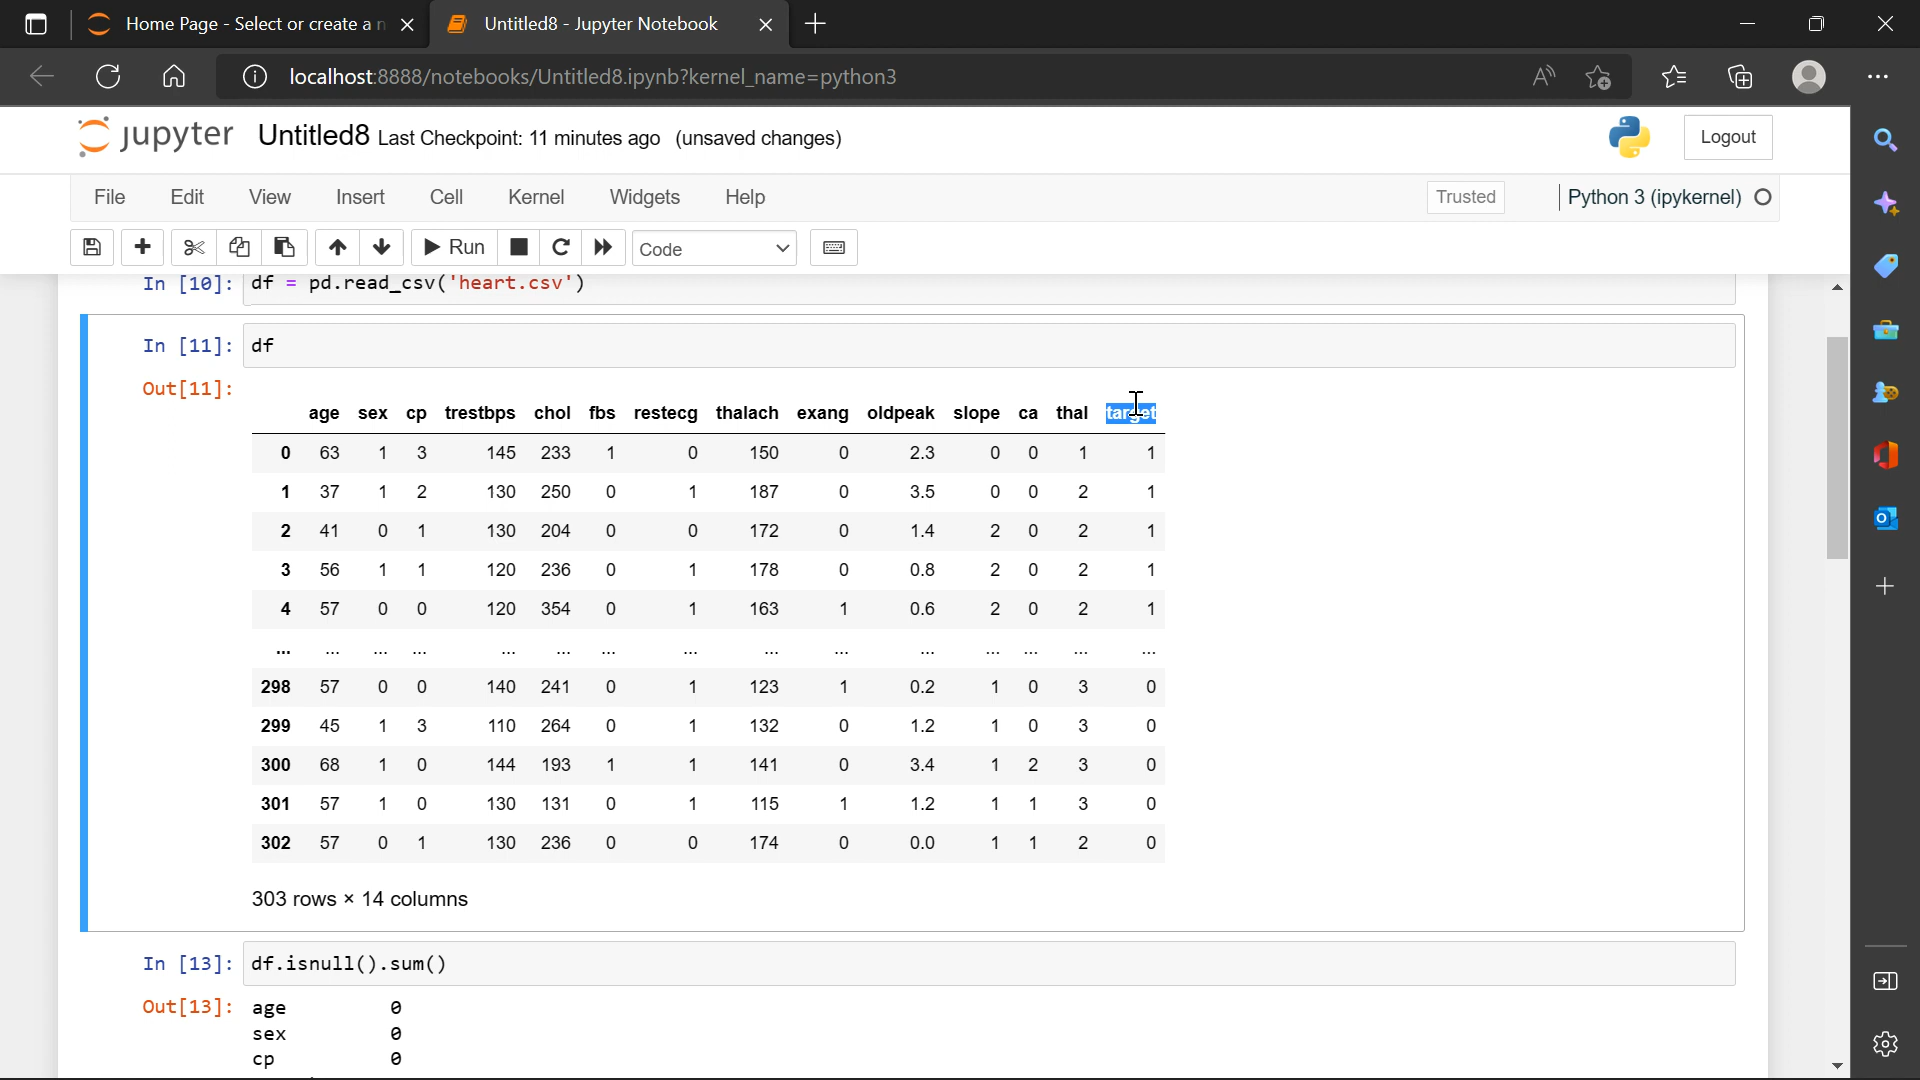 Home Page - Select or create a n
Untitled8 - Jupyter Notebook
localhost:8888/notebooks/Untitled8.ipynb?kernel_name=python3
jupyter Untitled8 Last Checkpoint: 11 minutes ago (unsaved changes)
Logout
File Edit View Insert Cell Kernel Widgets Help
Trusted Python 3 (ipykernel)
Run Code
In [10]: df = pd.read_csv('heart.csv')
In [11]: df
Out[11]:
age sex cp trestbps chol fbs restecg thalach exang oldpeak slope ca thal target
0 63 1 3 145 233 1 0 150 0 2.3 0 0 1 1
1 37 1 2 130 250 0 1 187 0 3.5 0 0 2 1
2 41 0 1 130 204 0 0 172 0 1.4 2 0 2 1
3 56 1 1 120 236 0 1 178 0 0.8 2 0 2 1
4 57 0 0 120 354 0 1 163 1 0.6 2 0 2 1
... ... ... ... ... ... ... ... ... ... ... ... ... ... ...
298 57 0 0 140 241 0 1 123 1 0.2 1 0 3 0
299 45 1 3 110 264 0 1 132 0 1.2 1 0 3 0
300 68 1 0 144 193 1 1 141 0 3.4 1 2 3 0
301 57 1 0 130 131 0 1 115 1 1.2 1 1 3 0
302 57 0 1 130 236 0 0 174 0 0.0 1 1 2 0
303 rows × 14 columns
In [13]: df.isnull().sum()
Out[13]: age 0
sex 0
cp 0